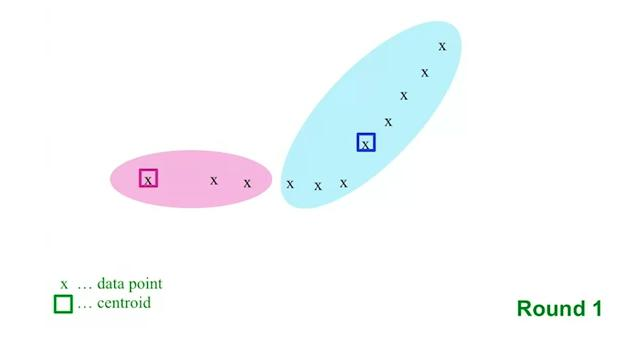 x
x
x
x
x
x
x x x x x x
x … data point
… centroid
Round 1